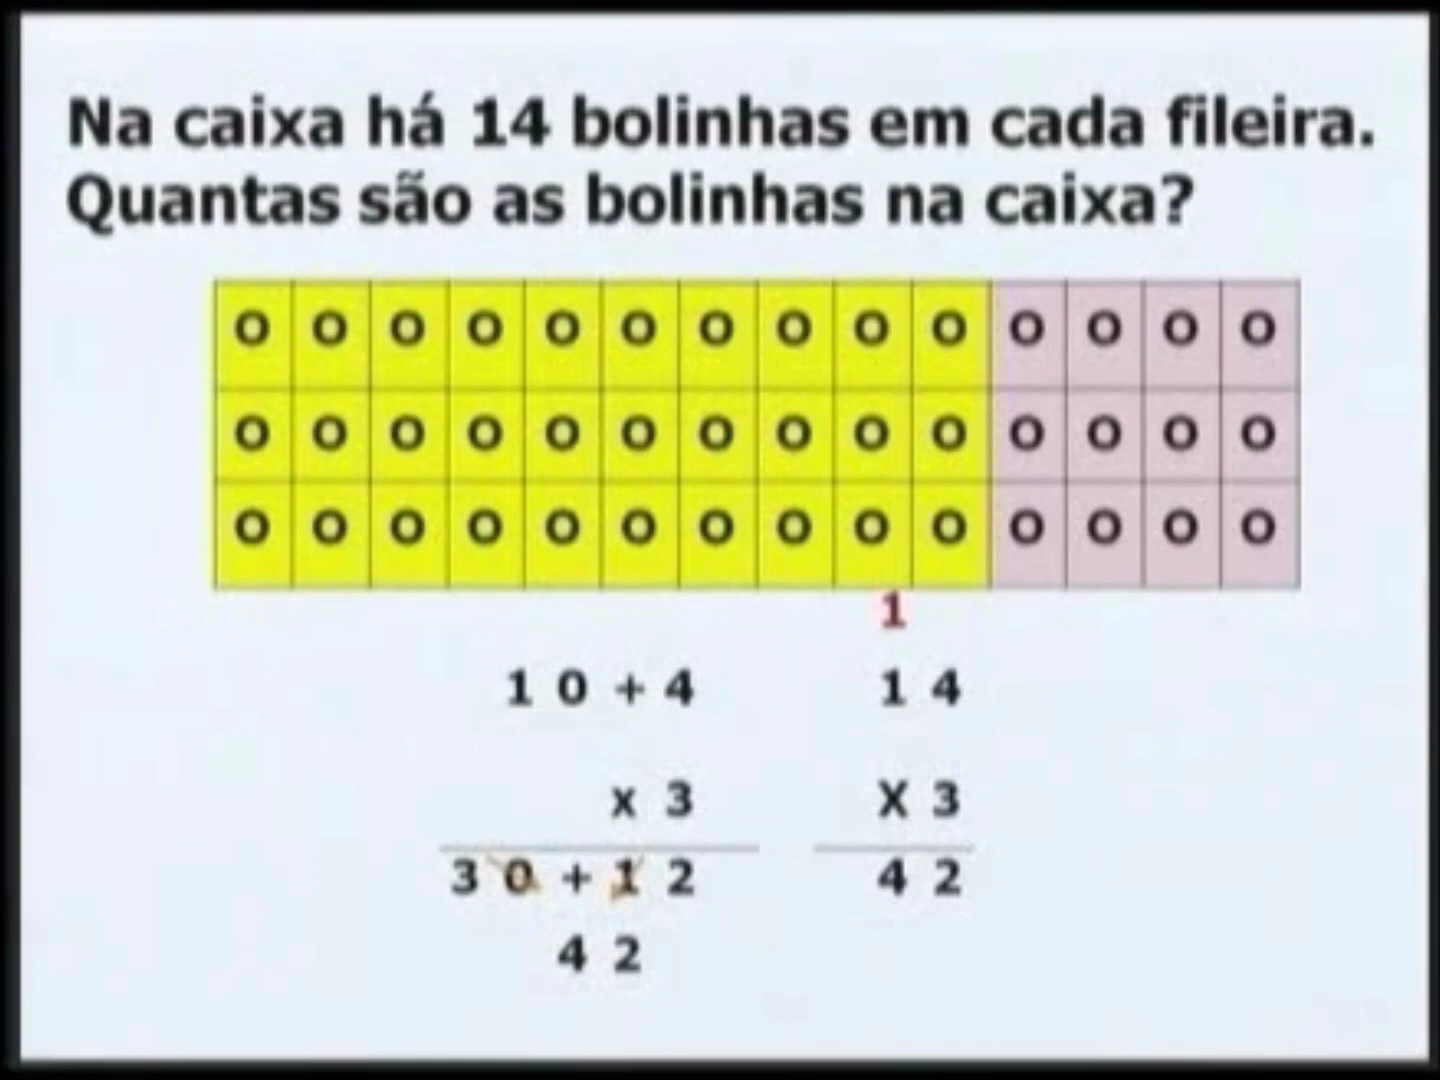 Na caixa há 14 bolinhas em cada fileira.
Quantas são as bolinhas na caixa?
O O O O O O O O O O O O O O
O O O O O O O O O O O O O O
O O O O O O O O O O O O O O
1
1 0 + 4 1 4
x 3 X 3
3 0 + 1 2 4 2
4 2